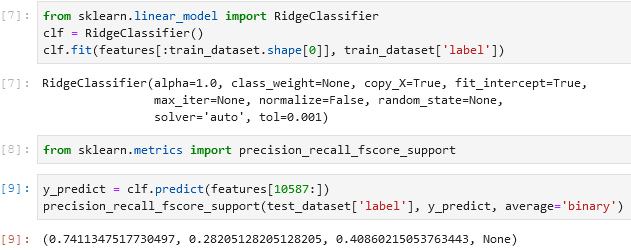 [7]: from sklearn.linear_model import RidgeClassifier
clf = RidgeClassifier()
clf.fit(features[:train_dataset.shape[0]], train_dataset['label'])
[7]: RidgeClassifier(alpha=1.0, class_weight=None, copy_X=True, fit_intercept=True,
max_iter=None, normalize=False, random_state=None,
solver='auto', tol=0.001)
[8]: from sklearn.metrics import precision_recall_fscore_support
[9]: y_predict = clf.predict(features[10587:])
precision_recall_fscore_support(test_dataset['label'], y_predict, average='binary')
[9]: (0.7411347517730497, 0.28205128205128205, 0.40860215053763443, None)